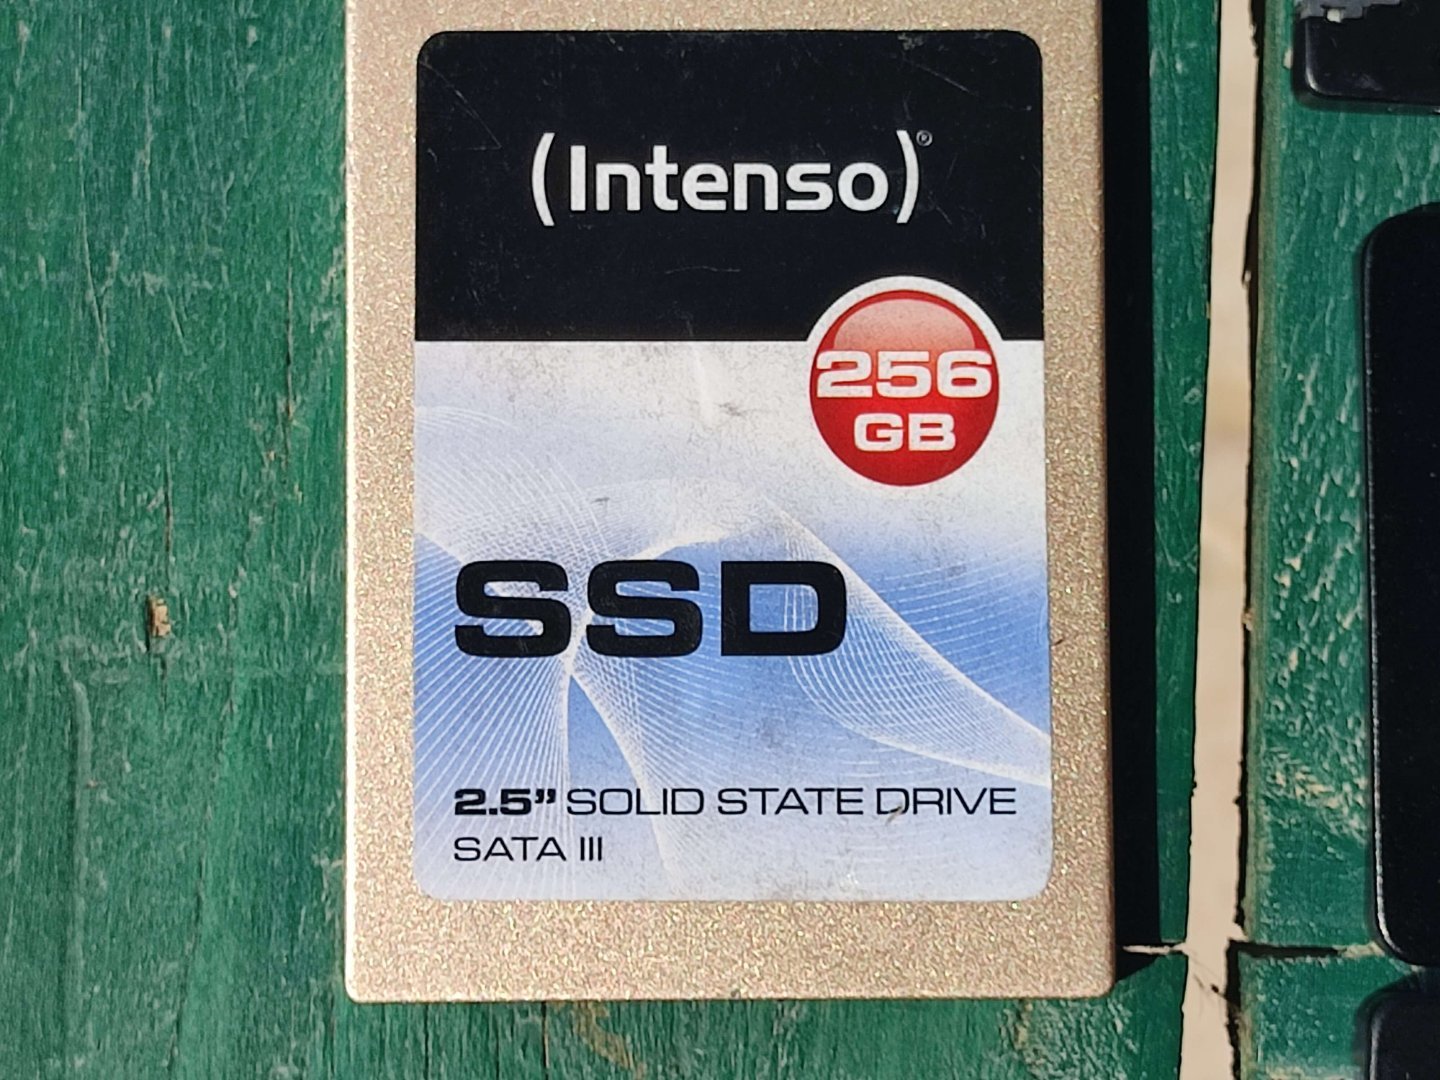 (Intenso)®
256
GB
SSD
2.5” SOLID STATE DRIVE
SATA III